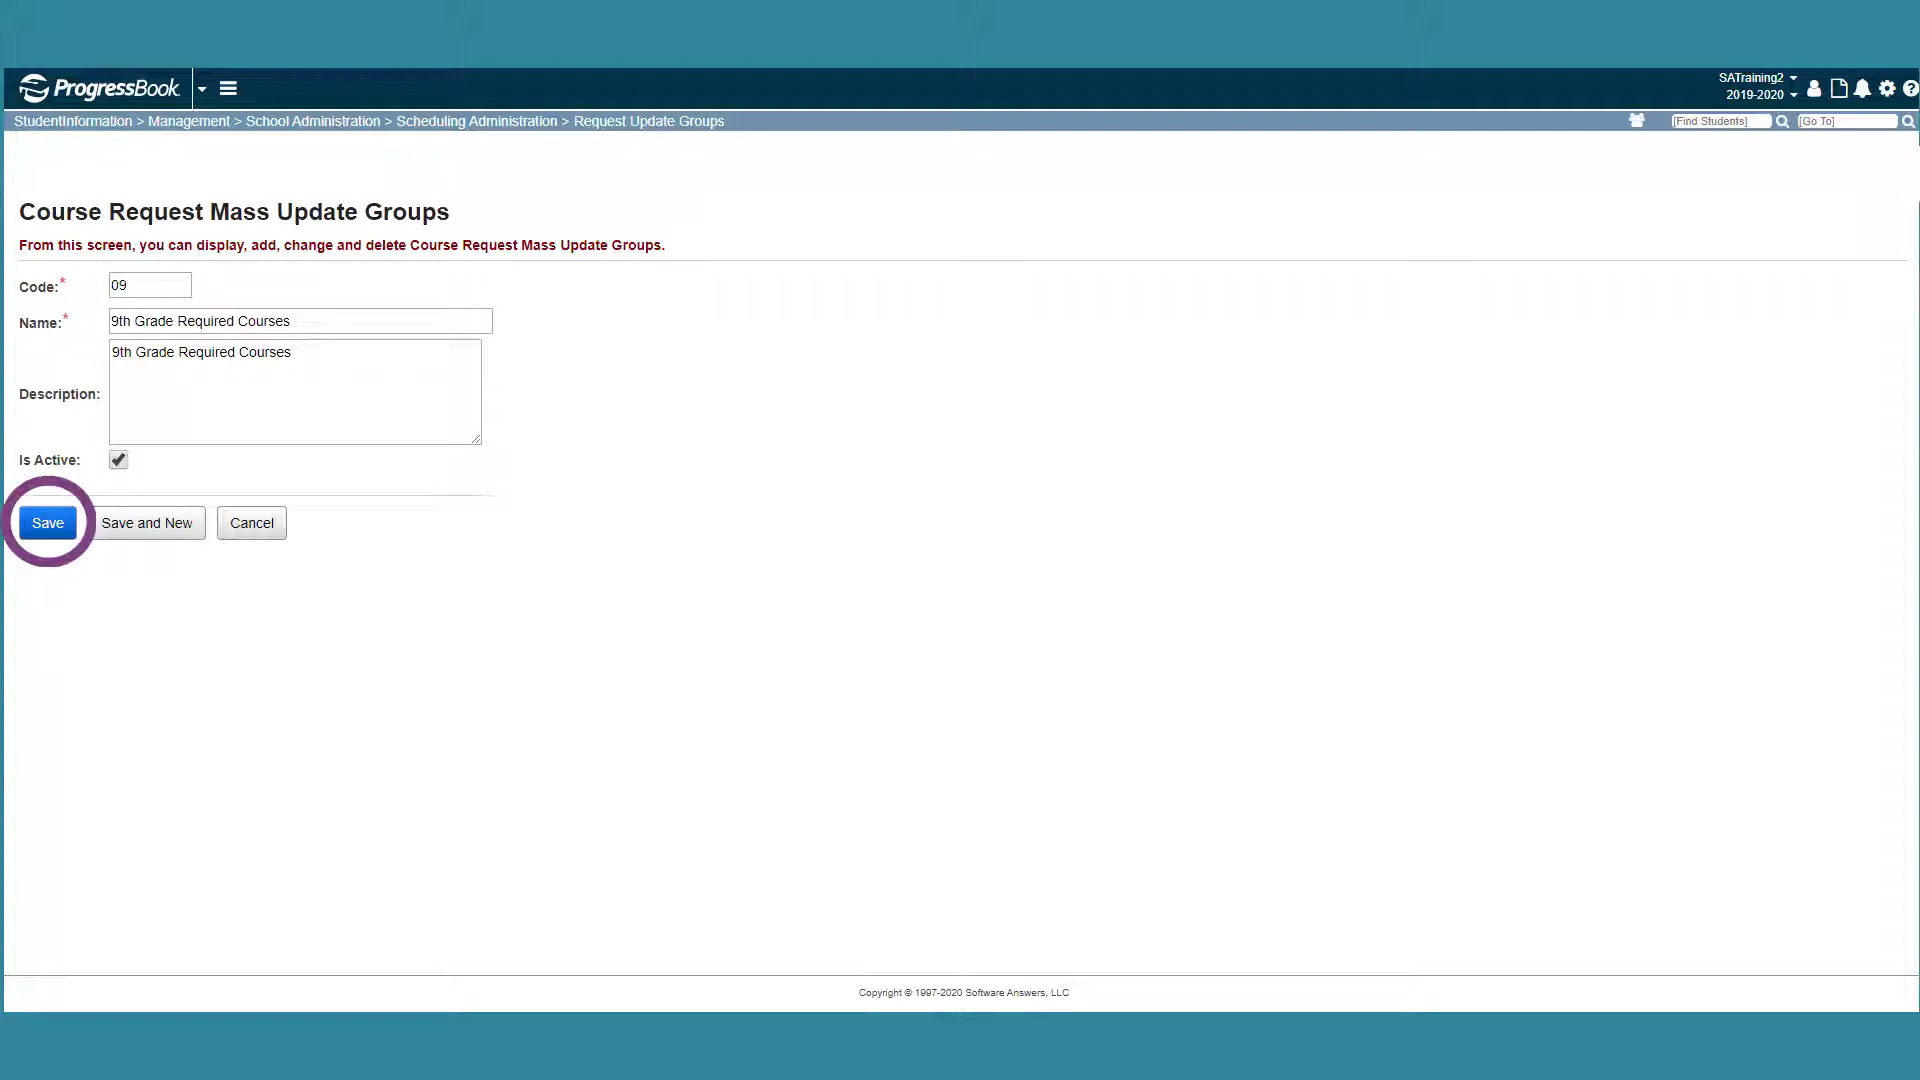 ProgressBook
SATraining2
2019-2020
StudentInformation > Management > School Administration > Scheduling Administration > Request Update Groups
[Find Students]
[Go To]
Course Request Mass Update Groups
From this screen, you can display, add, change and delete Course Request Mass Update Groups.
Code:* 09
Name:* 9th Grade Required Courses
9th Grade Required Courses
Description:
Is Active:
Save Save and New Cancel
Copyright © 1997-2020 Software Answers, LLC